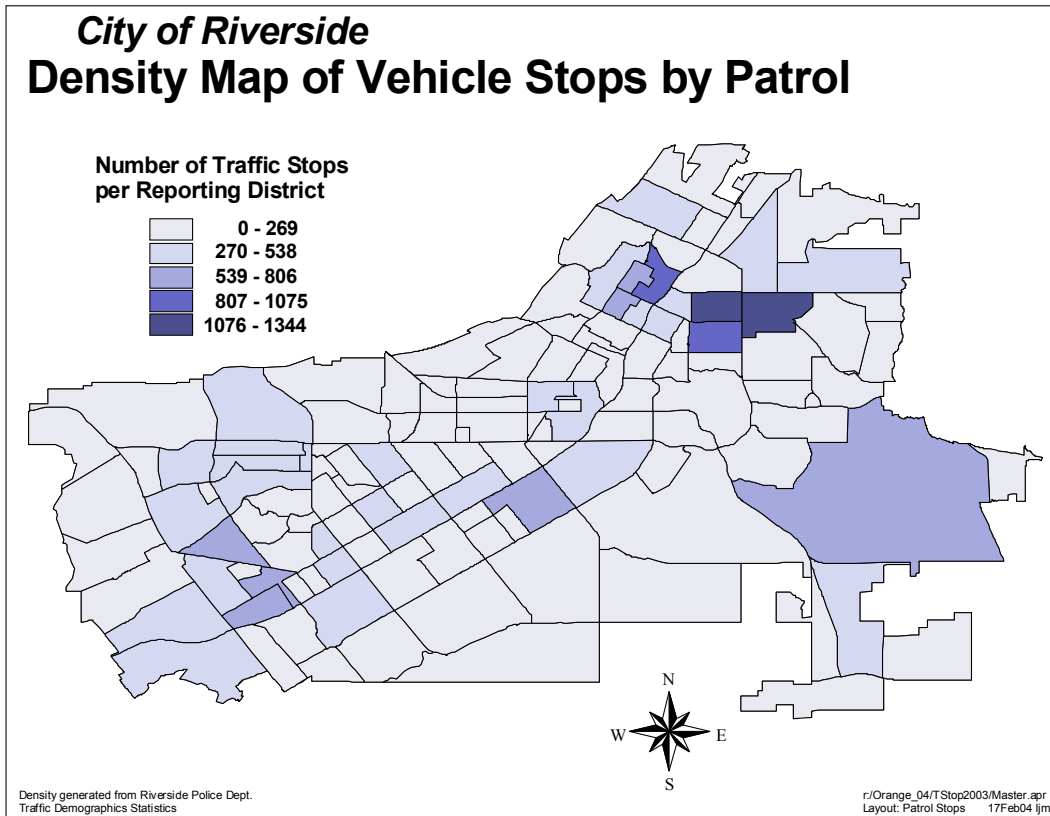 City of Riverside
Density Map of Vehicle Stops by Patrol
Number of Traffic Stops
per Reporting District
0 - 269
270 - 538
539 - 806
807 - 1075
1076 - 1344
N
W
E
S
Density generated from Riverside Police Dept.
Traffic Demographics Statistics
r:/Orange_04/TStop2003/Master.apr
Layout: Patrol Stops 17Feb04 ljm